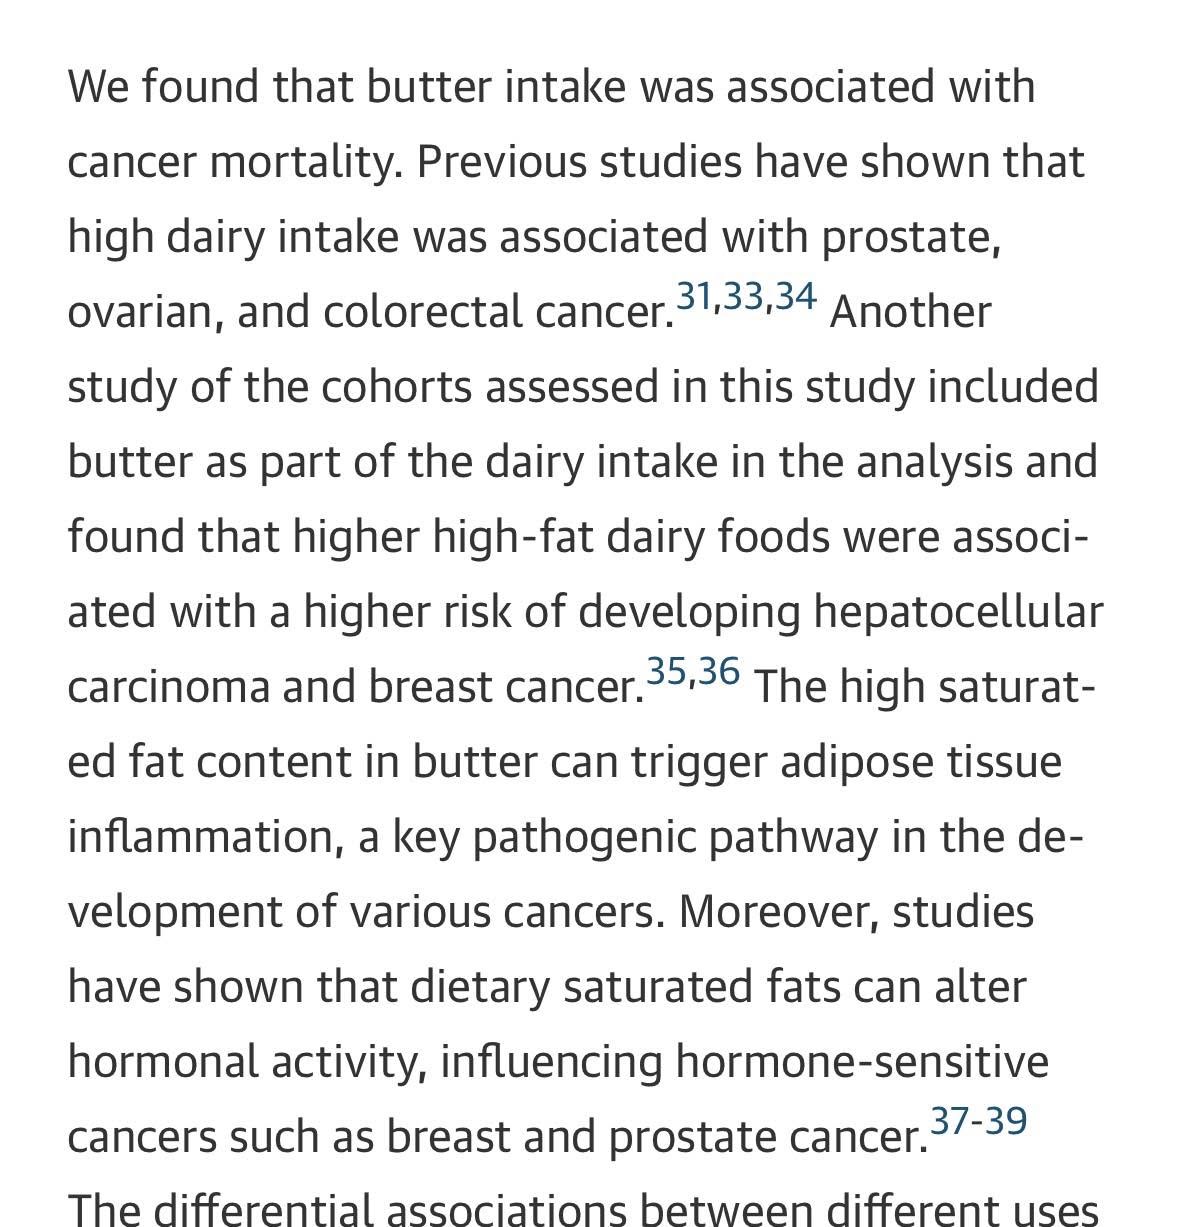 We found that butter intake was associated with
cancer mortality. Previous studies have shown that
high dairy intake was associated with prostate,
ovarian, and colorectal cancer.31,33,34 Another
study of the cohorts assessed in this study included
butter as part of the dairy intake in the analysis and
found that higher high-fat dairy foods were associ-
ated with a higher risk of developing hepatocellular
carcinoma and breast cancer.35,36 The high saturat-
ed fat content in butter can trigger adipose tissue
inflammation, a key pathogenic pathway in the de-
velopment of various cancers. Moreover, studies
have shown that dietary saturated fats can alter
hormonal activity, influencing hormone-sensitive
cancers such as breast and prostate cancer.37-39
The differential associations between different uses